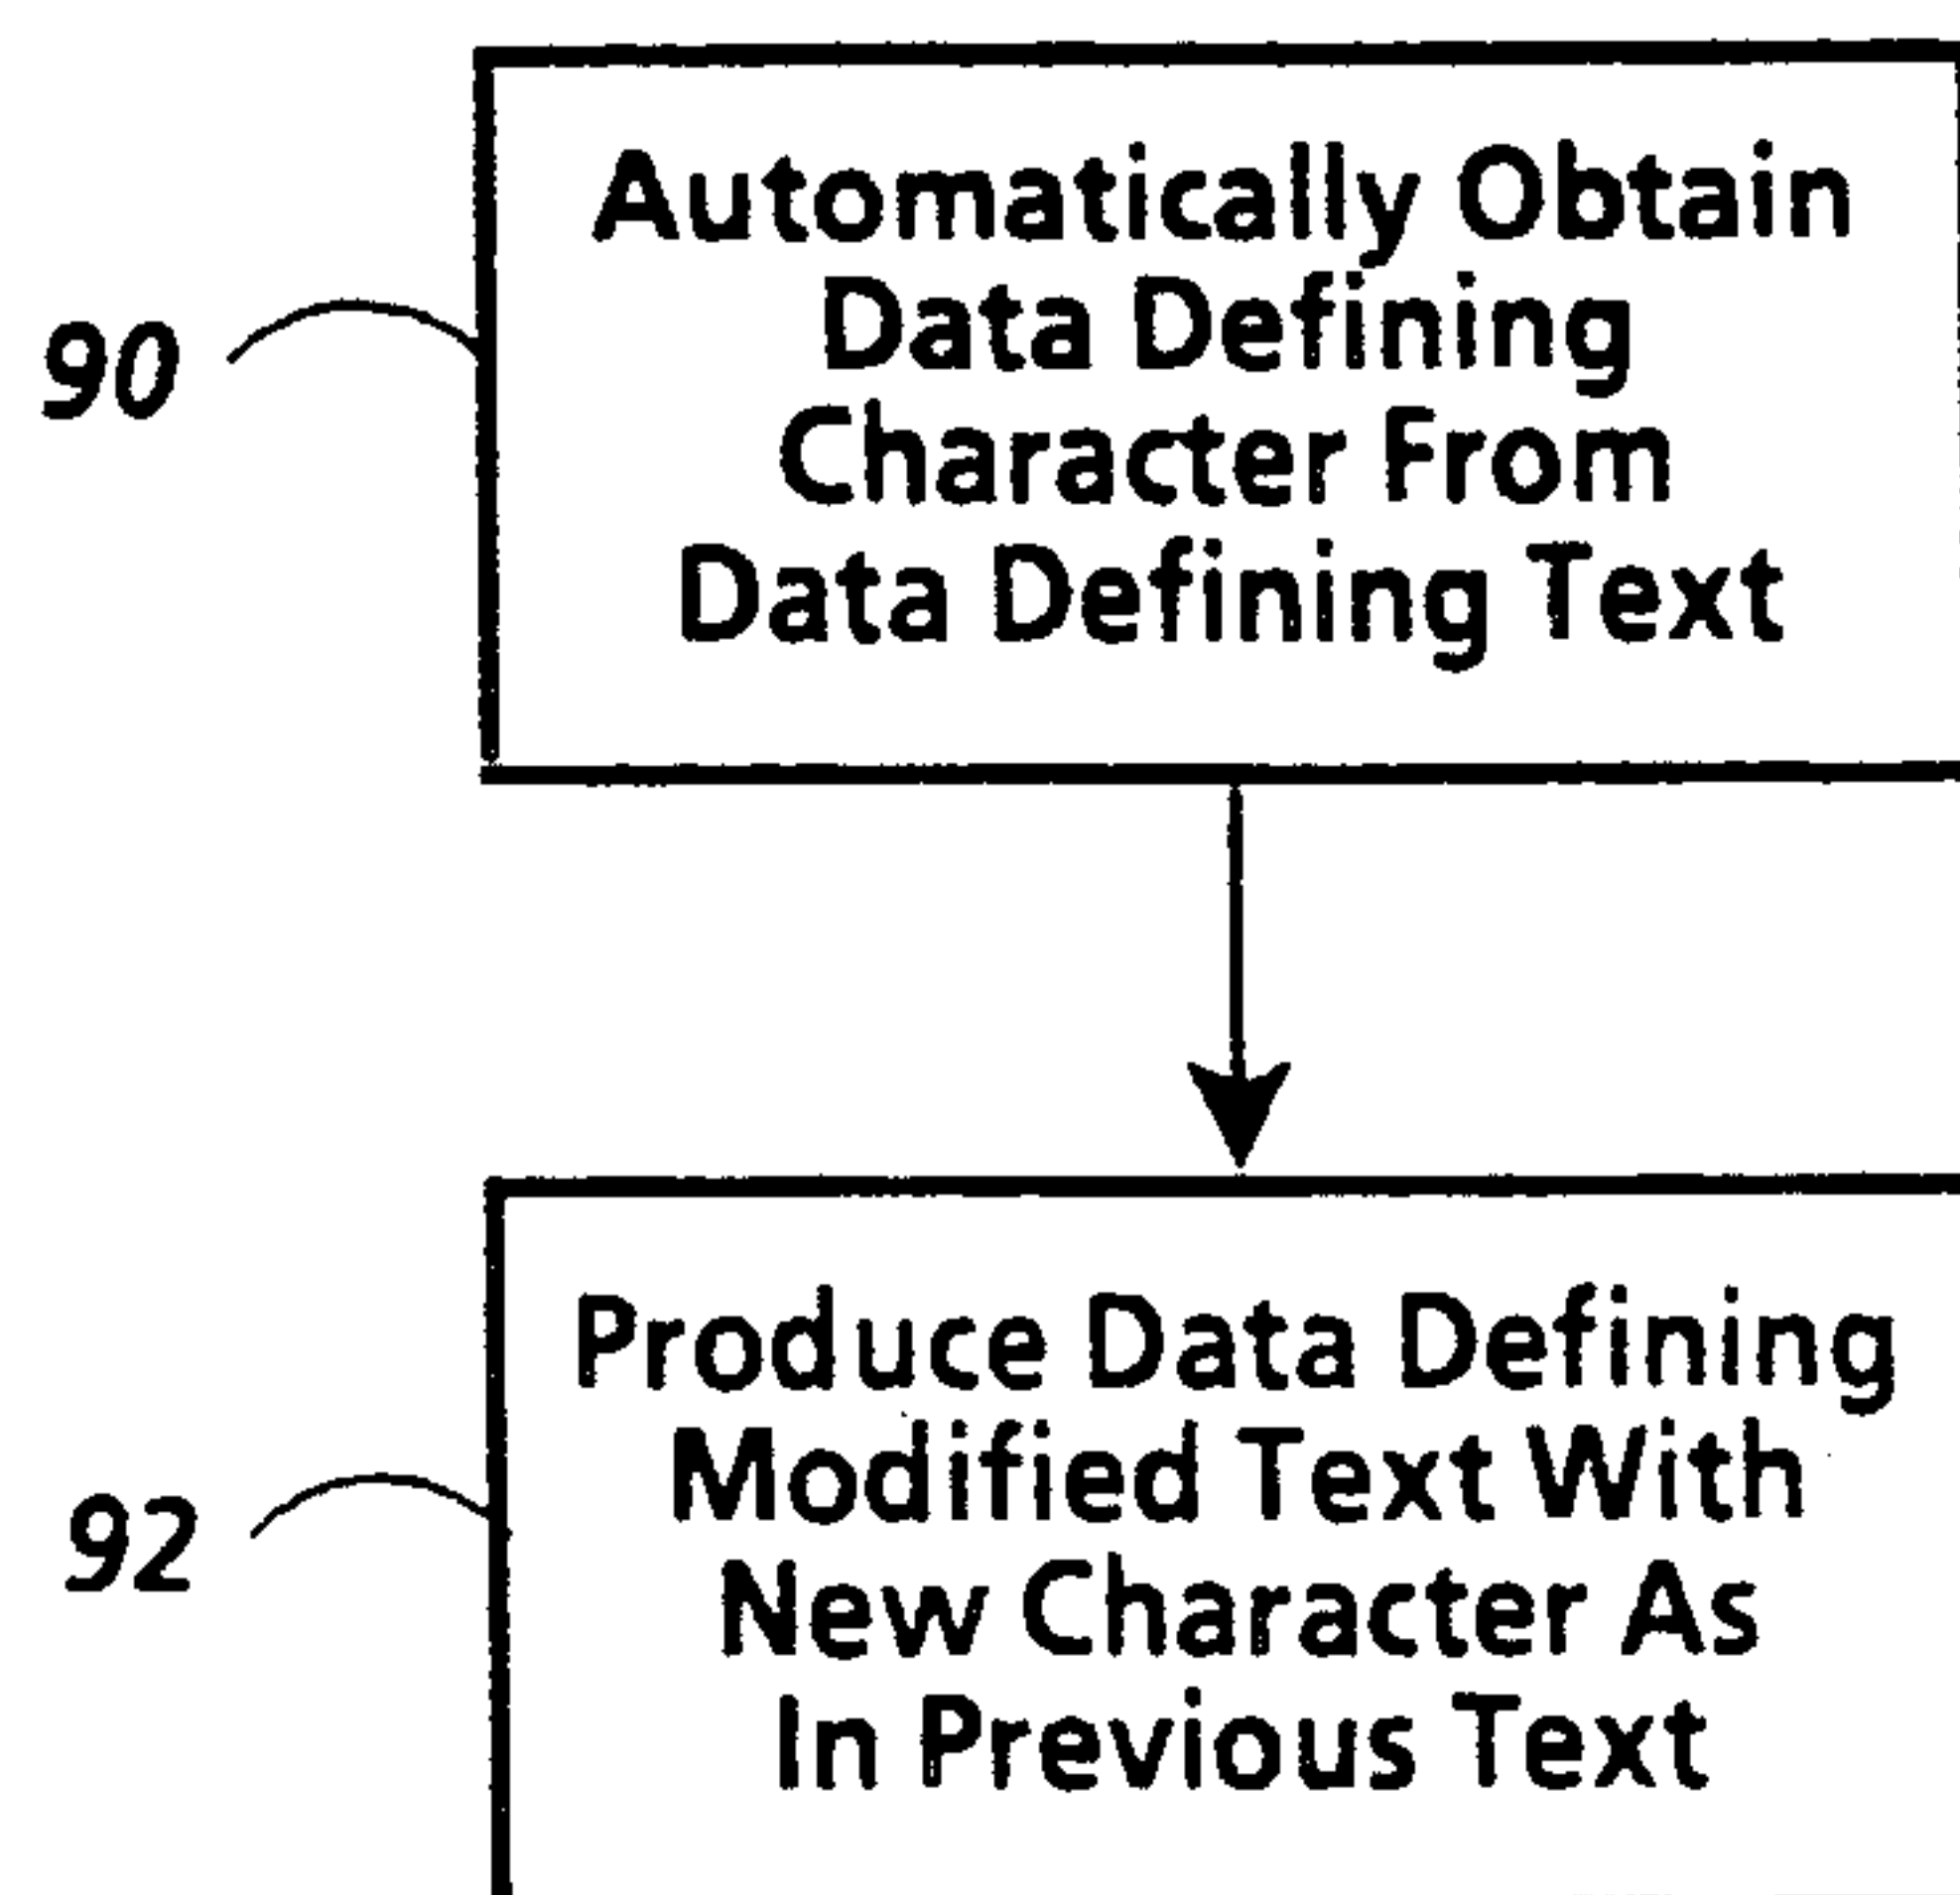 Automatically Obtain
Data Defining
90
Character From
Data Defining Text
Produce Data Defining
Modified Text With
92
New Character As
In Previous Text